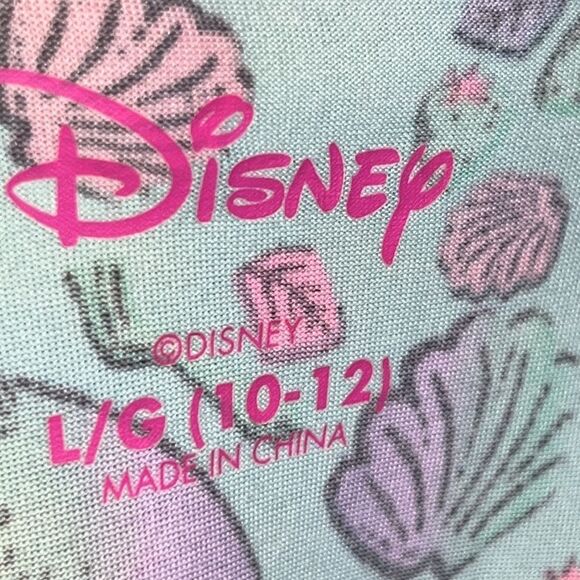 Disney
©DISNEY
L/G (10-12)
MADE IN CHINA